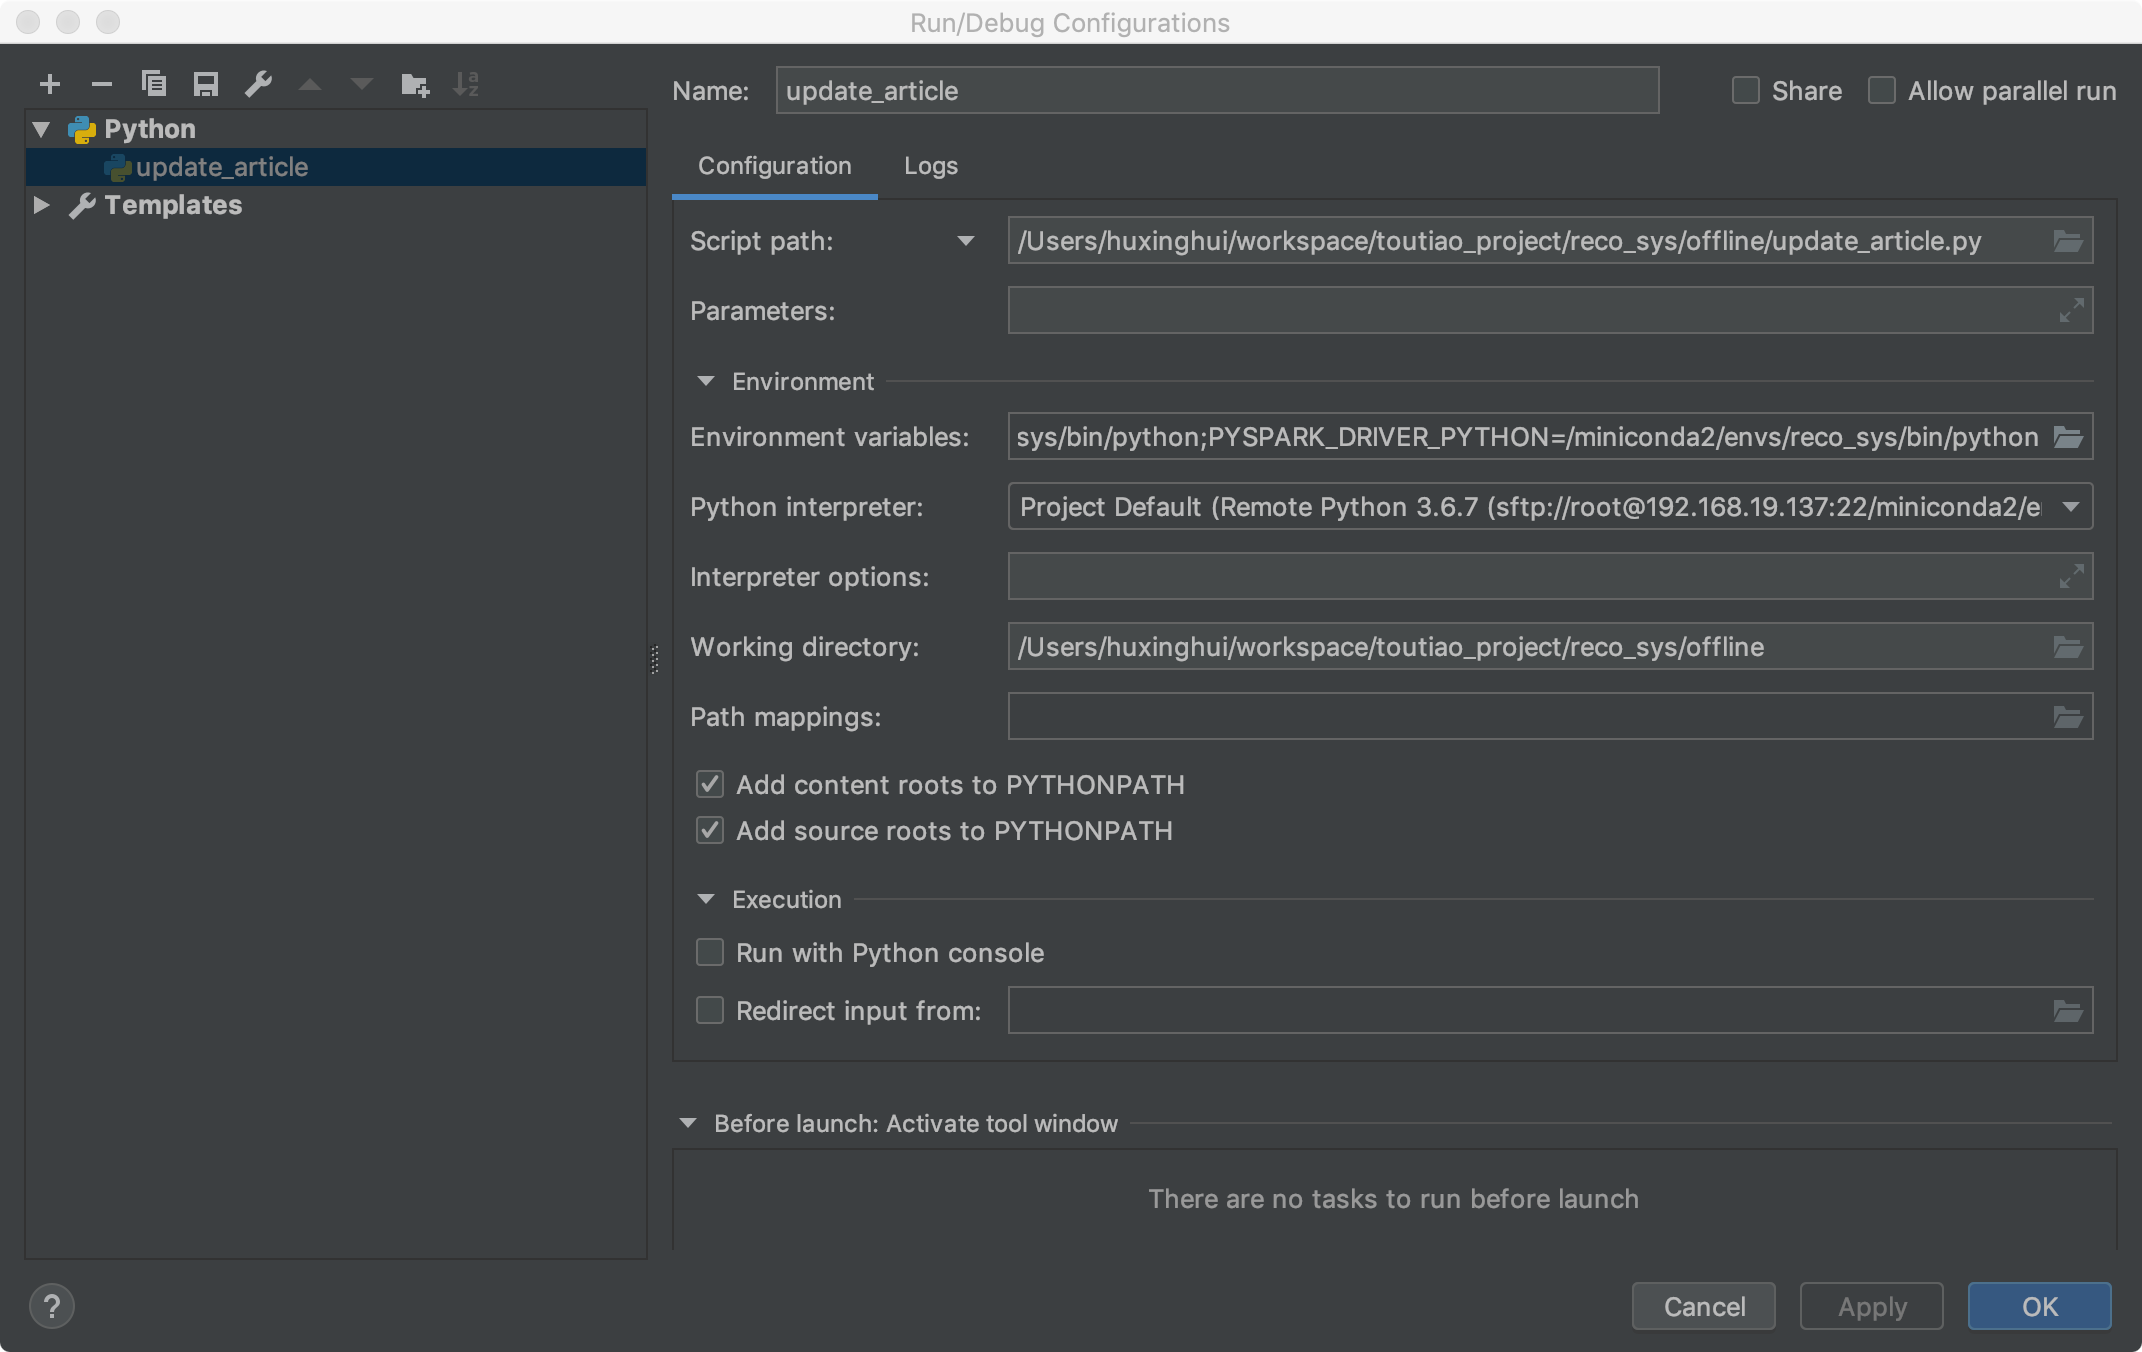 Run/Debug Configurations
Name: update_article Share Allow parallel run
Python
update_article
Templates
Configuration Logs
Script path: /Users/huxinghui/workspace/toutiao_project/reco_sys/offline/update_article.py
Parameters:
Environment
Environment variables: sys/bin/python;PYSPARK_DRIVER_PYTHON=/miniconda2/envs/reco_sys/bin/python
Python interpreter: Project Default (Remote Python 3.6.7 (sftp://root@192.168.19.137:22/miniconda2/e
Interpreter options:
Working directory: /Users/huxinghui/workspace/toutiao_project/reco_sys/offline
Path mappings:
Add content roots to PYTHONPATH
Add source roots to PYTHONPATH
Execution
Run with Python console
Redirect input from:
Before launch: Activate tool window
There are no tasks to run before launch
? Cancel Apply OK